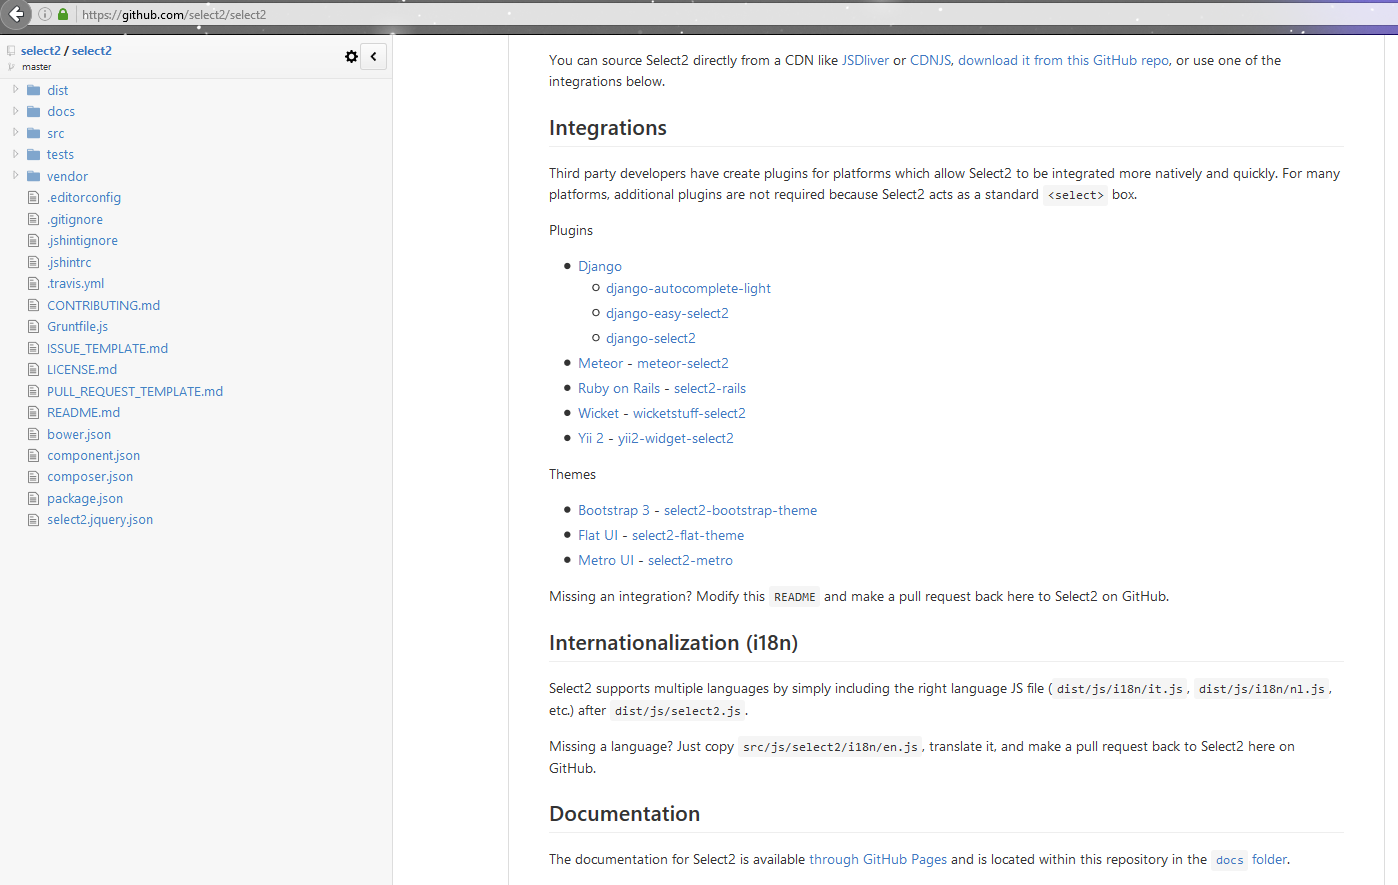 https://github.com/select2/select2
select2 / select2
master
dist
docs
src
tests
vendor
.editorconfig
.gitignore
.jshintignore
.jshintrc
.travis.yml
CONTRIBUTING.md
Gruntfile.js
ISSUE_TEMPLATE.md
LICENSE.md
PULL_REQUEST_TEMPLATE.md
README.md
bower.json
component.json
composer.json
package.json
select2.jquery.json
You can source Select2 directly from a CDN like JSDliver or CDNJS, download it from this GitHub repo, or use one of the
integrations below.
Integrations
Third party developers have create plugins for platforms which allow Select2 to be integrated more natively and quickly. For many
platforms, additional plugins are not required because Select2 acts as a standard <select> box.
Plugins
Django
django-autocomplete-light
django-easy-select2
django-select2
Meteor - meteor-select2
Ruby on Rails - select2-rails
Wicket - wicketstuff-select2
Yii 2 - yii2-widget-select2
Themes
Bootstrap 3 - select2-bootstrap-theme
Flat UI - select2-flat-theme
Metro UI - select2-metro
Missing an integration? Modify this README and make a pull request back here to Select2 on GitHub.
Internationalization (i18n)
Select2 supports multiple languages by simply including the right language JS file ( dist/js/i18n/it.js , dist/js/i18n/nl.js ,
etc.) after dist/js/select2.js .
Missing a language? Just copy src/js/select2/i18n/en.js , translate it, and make a pull request back to Select2 here on
GitHub.
Documentation
The documentation for Select2 is available through GitHub Pages and is located within this repository in the docs folder.